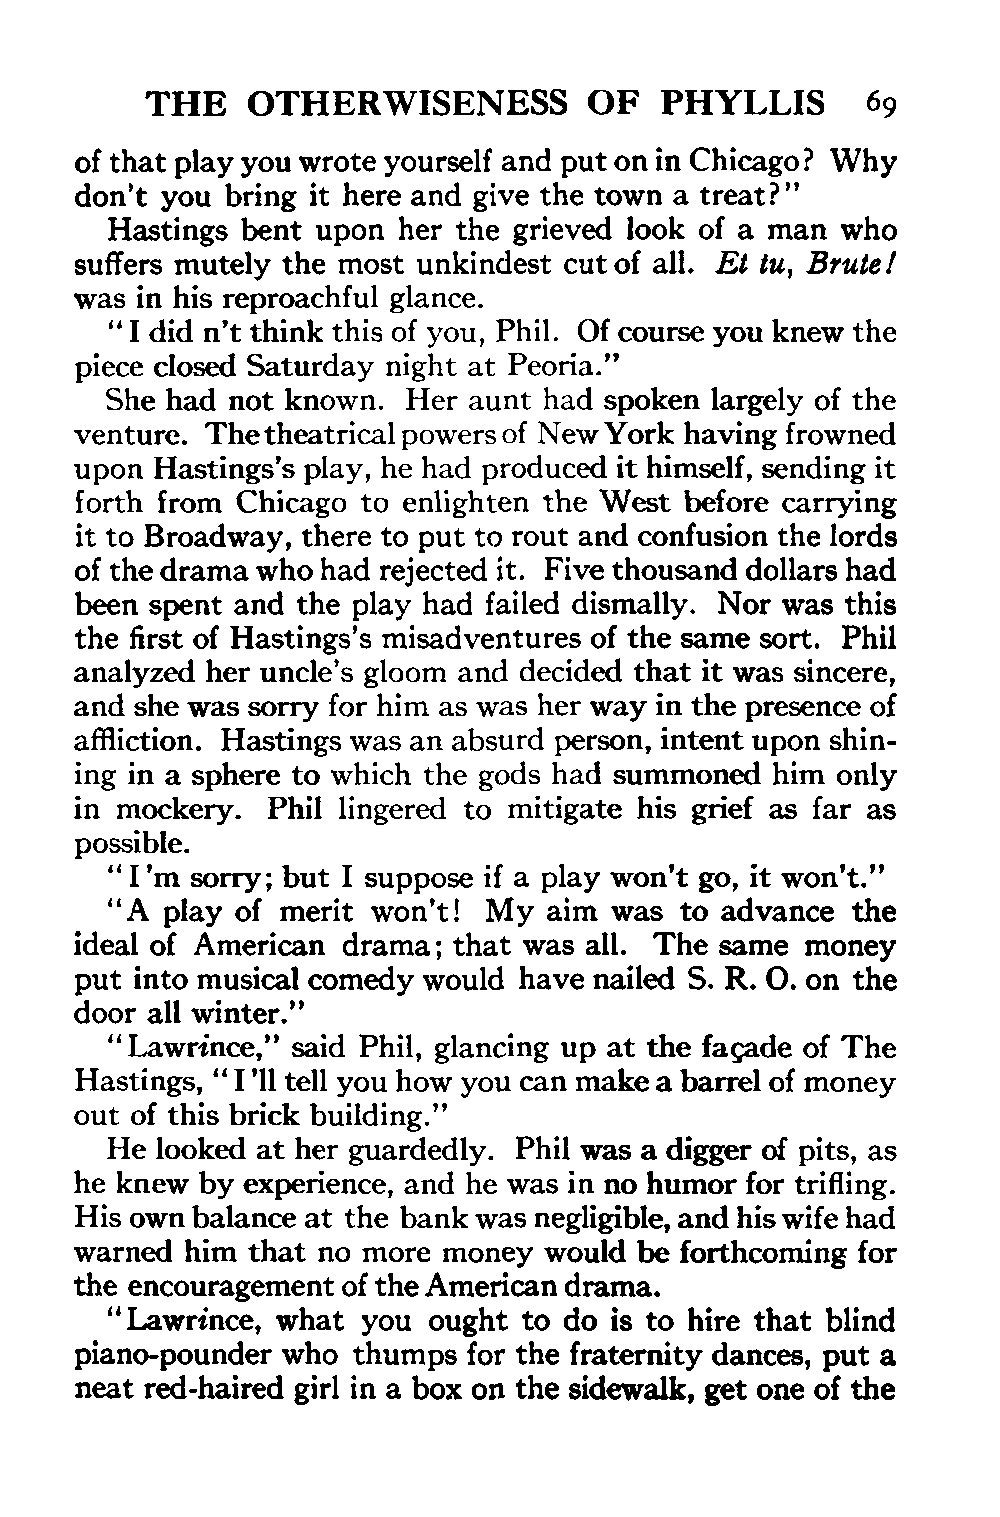 THE OTHERWISENESS OF PHYLLIS 69
of that play you wrote yourself and put on in Chicago? Why
don't you bring it here and give the town a treat?"
Hastings bent upon her the grieved look of a man who
suffers mutely the most unkindest cut of all. Et tu, Brute!
was in his reproachful glance.
"I did n't think this of you, Phil. Of course you knew the
piece closed Saturday night at Peoria."
She had not known. Her aunt had spoken largely of the
venture. The theatrical powers of New York having frowned
upon Hastings's play, he had produced it himself, sending it
forth from Chicago to enlighten the West before carrying
it to Broadway, there to put to rout and confusion the lords
of the drama who had rejected it. Five thousand dollars had
been spent and the play had failed dismally. Nor was this
the first of Hastings's misadventures of the same sort. Phil
analyzed her uncle's gloom and decided that it was sincere,
and she was sorry for him as was her way in the presence of
affliction. Hastings was an absurd person, intent upon shin-
ing in a sphere to which the gods had summoned him only
in mockery. Phil lingered to mitigate his grief as far as
possible.
"I'm sorry; but I suppose if a play won't go, it won't."
"A play of merit won't! My aim was to advance the
ideal of American drama; that was all. The same money
put into musical comedy would have nailed S. R. O. on the
door all winter."
"Lawrince," said Phil, glancing up at the façade of The
Hastings, "I'll tell you how you can make a barrel of money
out of this brick building."
He looked at her guardedly. Phil was a digger of pits, as
he knew by experience, and he was in no humor for trifling.
His own balance at the bank was negligible, and his wife had
warned him that no more money would be forthcoming for
the encouragement of the American drama.
"Lawrince, what you ought to do is to hire that blind
piano-pounder who thumps for the fraternity dances, put a
neat red-haired girl in a box on the sidewalk, get one of the